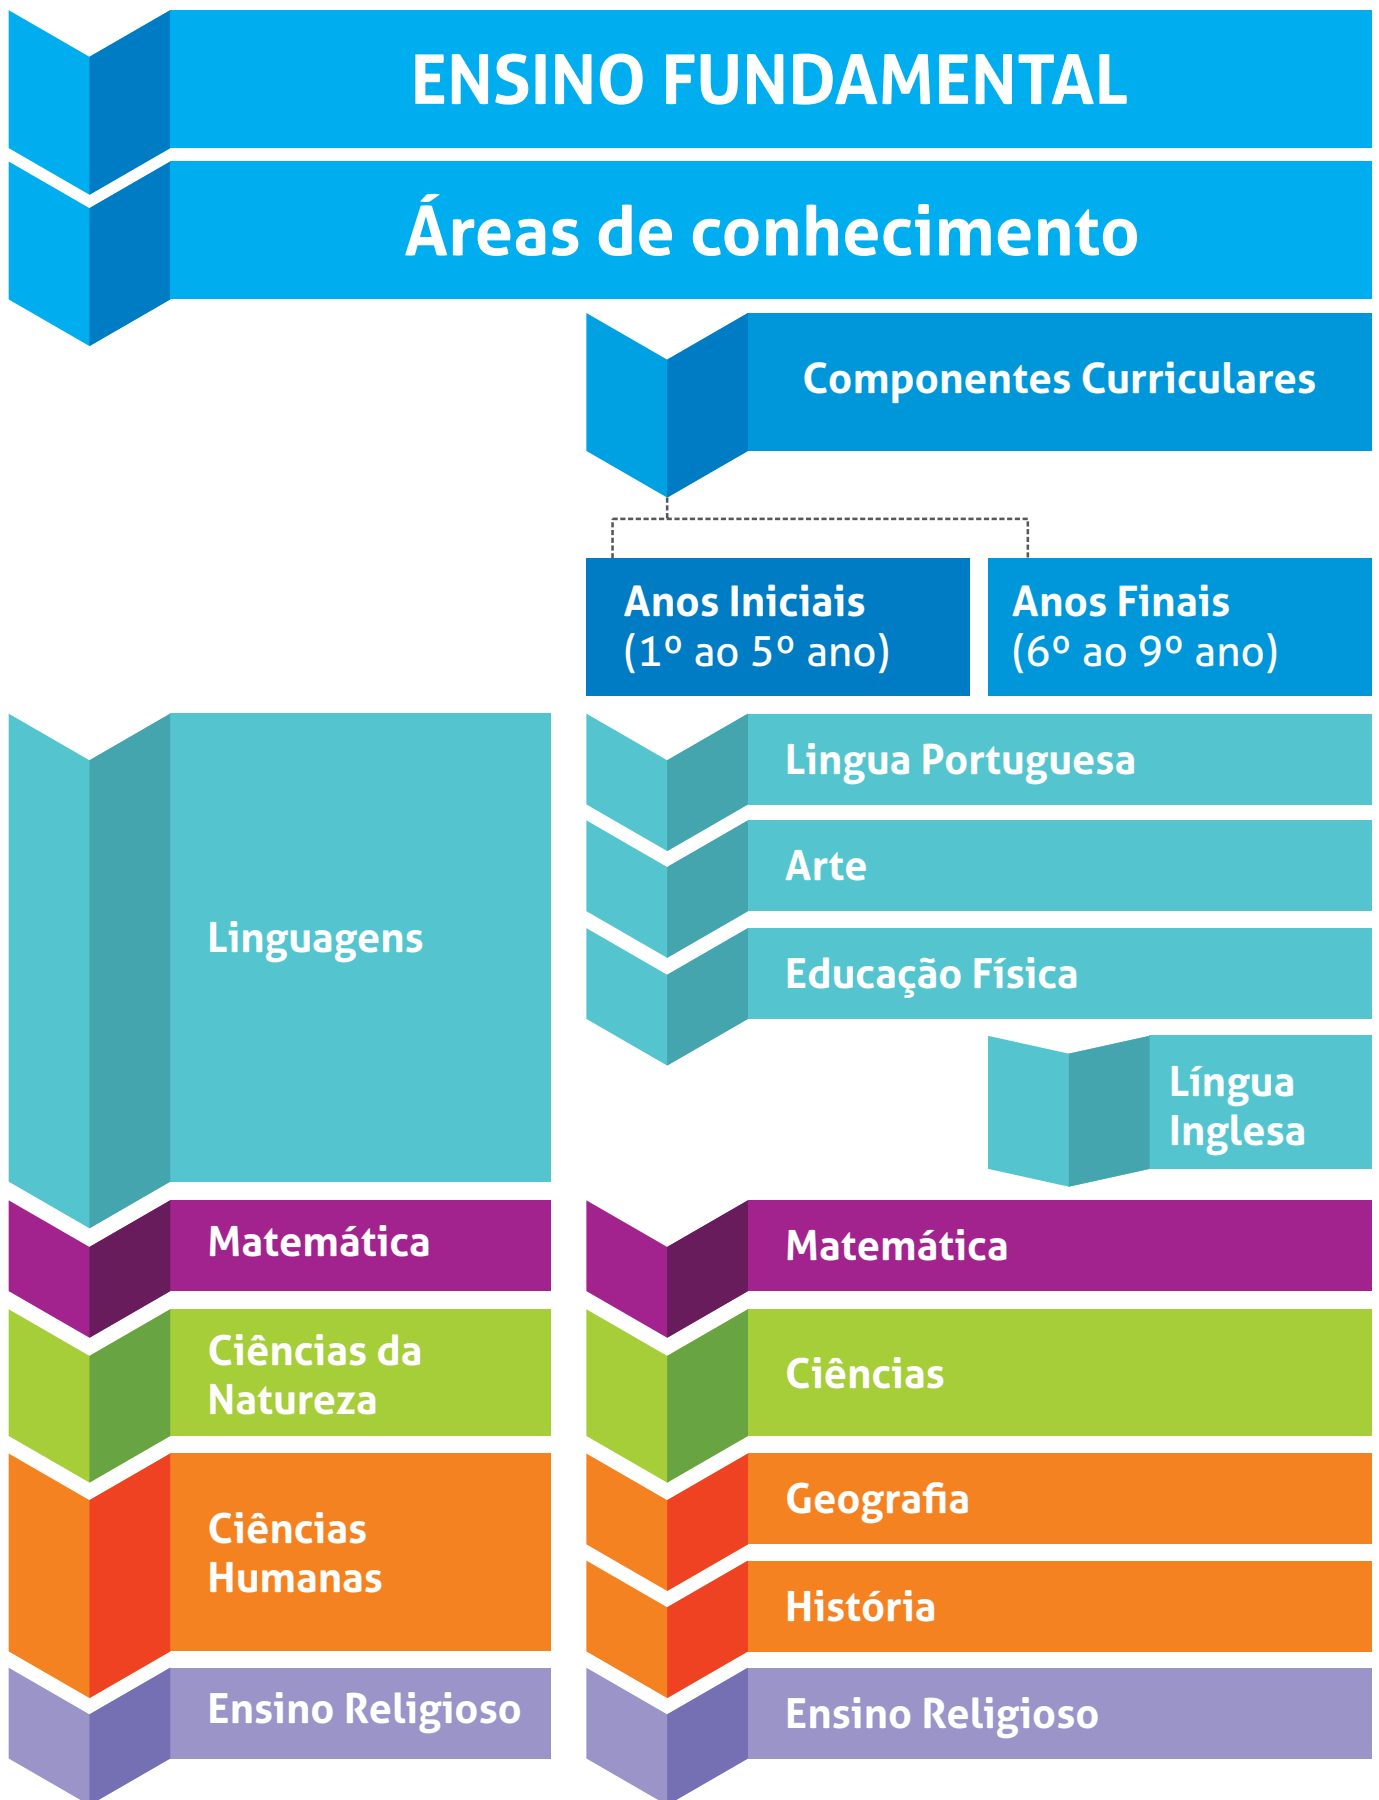 ENSINO FUNDAMENTAL
Áreas de conhecimento
Componentes Curriculares
Anos Iniciais
(1º ao 5º ano)
Anos Finais
(6º ao 9º ano)
Linguagens
Lingua Portuguesa
Arte
Educação Física
Língua
Inglesa
Matemática
Matemática
Ciências da
Natureza
Ciências
Ciências
Humanas
Geografia
História
Ensino Religioso
Ensino Religioso